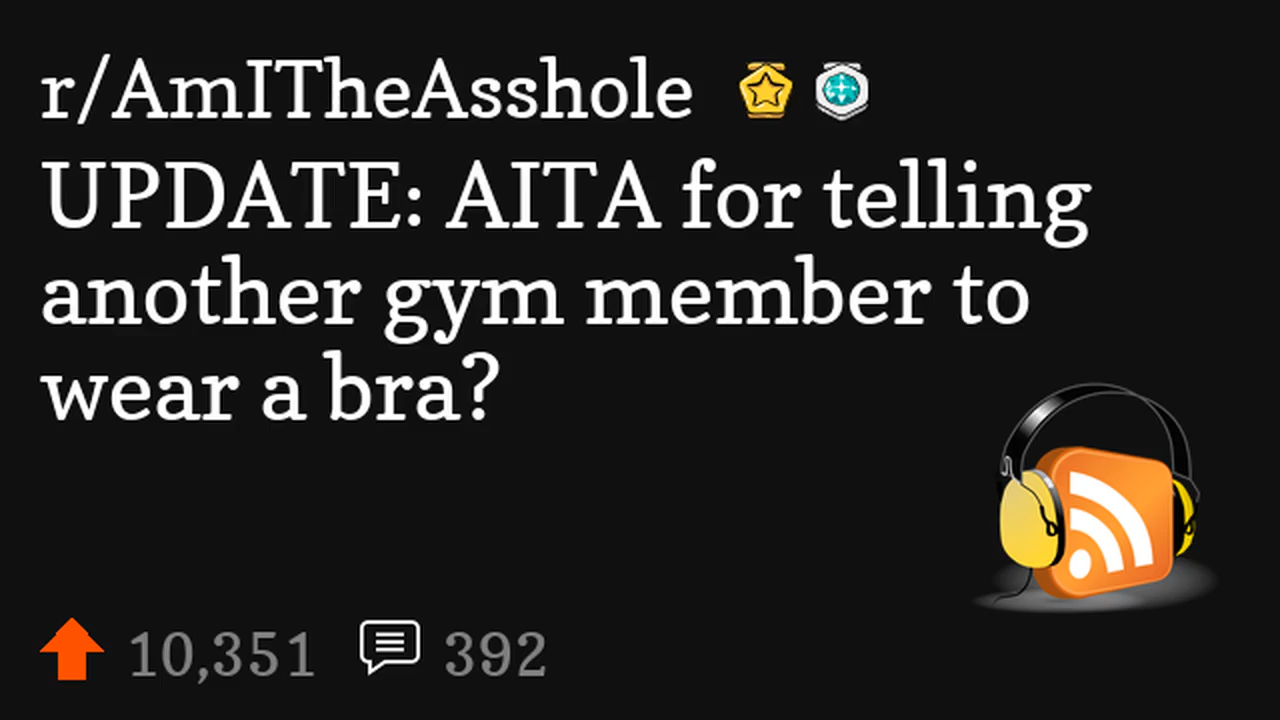 r/AmITheAsshole
UPDATE: AITA for telling
another gym member to
wear a bra?
10,351 392